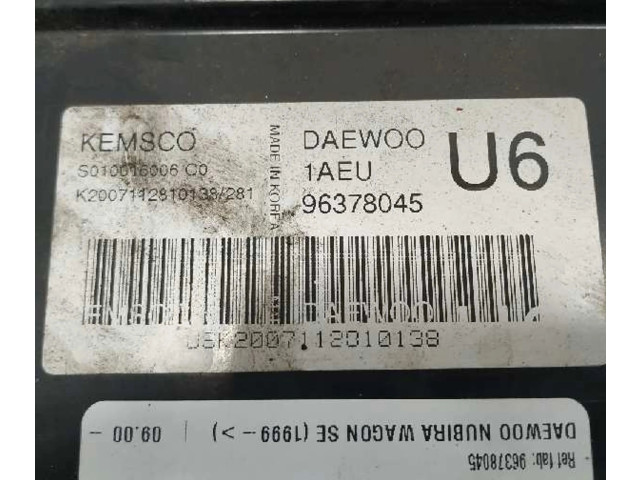 KEMSCO
S010016006 C0
K2007112810138/281
MADE IN KOREA
DAEWOO
1AEU
96378045
U6
U6K2007112810138
Ref fab: 96378045
DAEWOO NUBIRA WAGON SE (1999-->) | 09.00 -